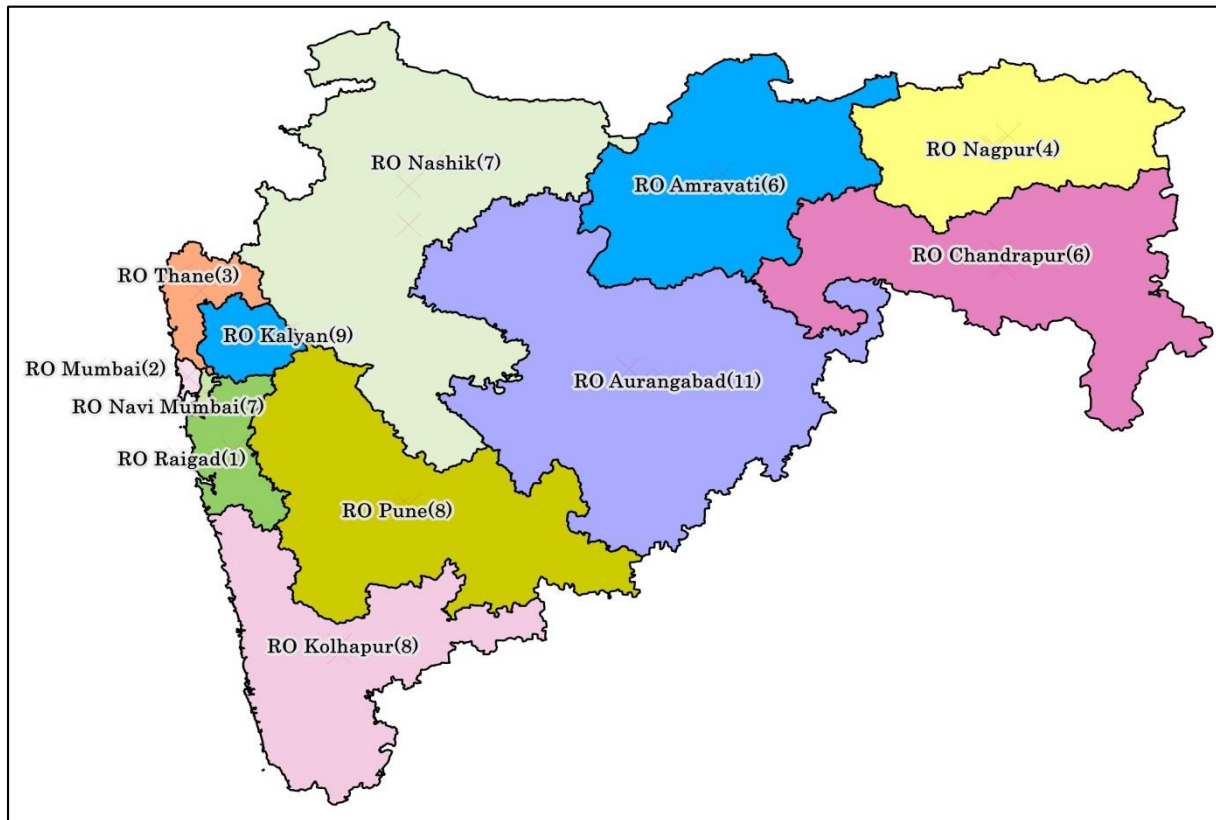 RO Nashik(7)
RO Nagpur(4)
RO Amravati(6)
RO Chandrapur(6)
RO Thane(3)
RO Kalyan(9)
RO Mumbai(2)
RO Aurangabad(11)
RO Navi Mumbai(7)
RO Raigad(1)
RO Pune(8)
RO Kolhapur(8)